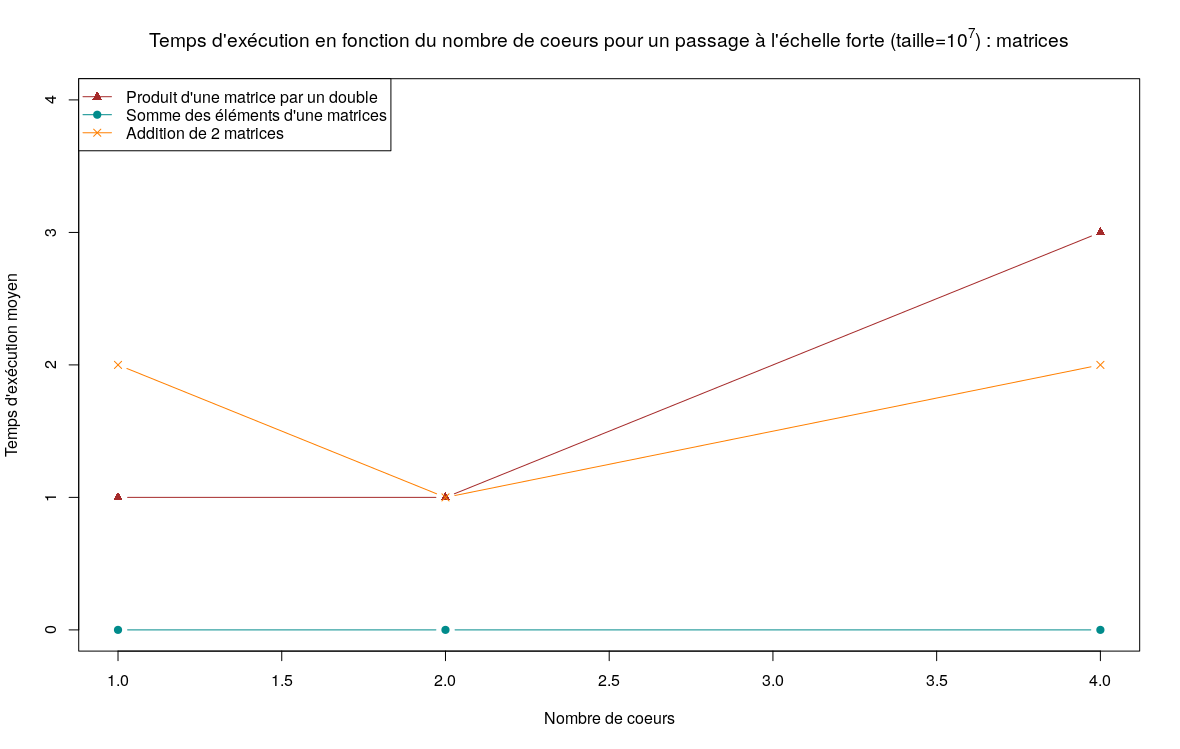 Temps d'exécution en fonction du nombre de coeurs pour un passage à l'échelle forte (taille=10⁷) : matrices
Produit d'une matrice par un double
Somme des éléments d'une matrices
Addition de 2 matrices
Temps d'exécution moyen
4
3
2
1
0
1.0 1.5 2.0 2.5 3.0 3.5 4.0
Nombre de coeurs